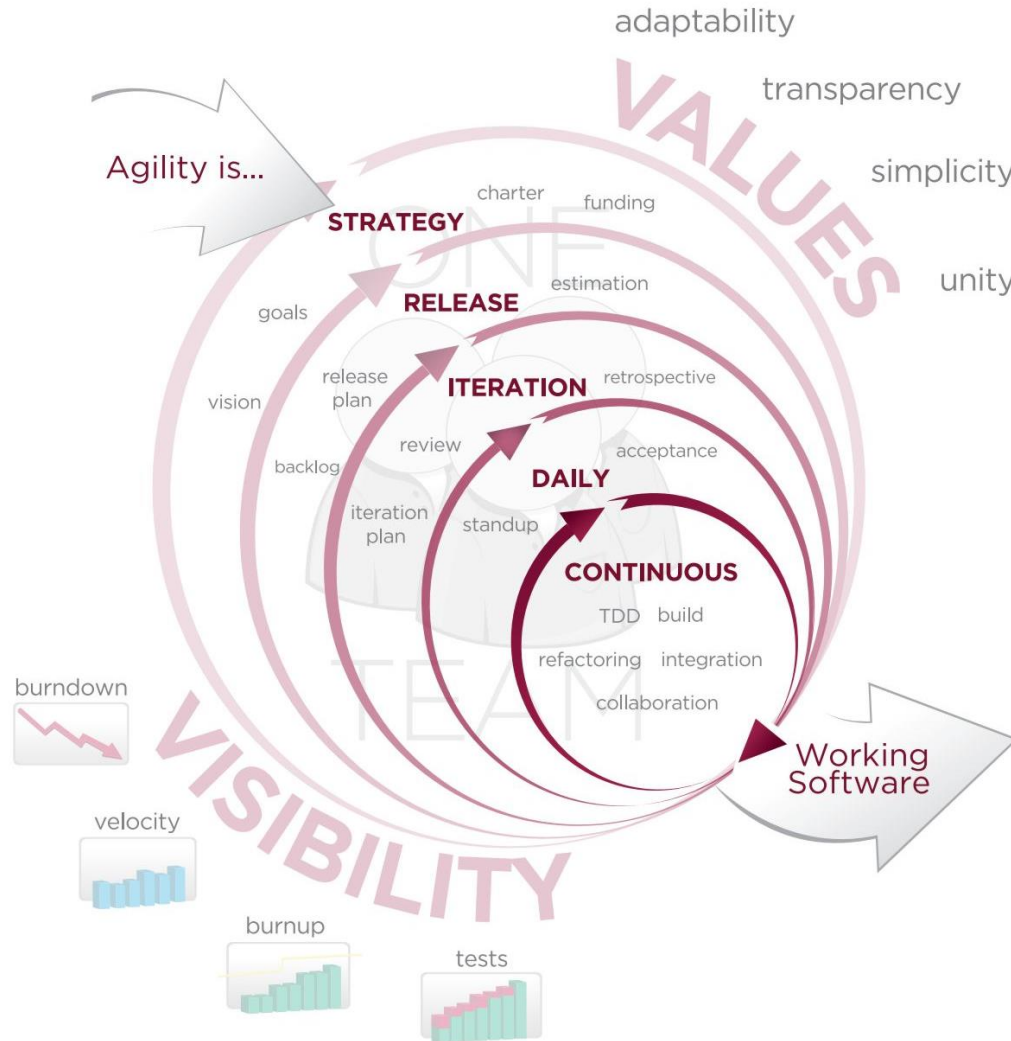 adaptability
transparency
simplicity
unity
VALUES
Agility is...
STRATEGY
charter
funding
goals
vision
RELEASE
estimation
release
plan
backlog
ITERATION
retrospective
review
iteration
plan
DAILY
acceptance
standup
CONTINUOUS
TDD
build
refactoring
integration
collaboration
ONE
TEAM
Working
Software
VISIBILITY
burndown
velocity
burnup
tests